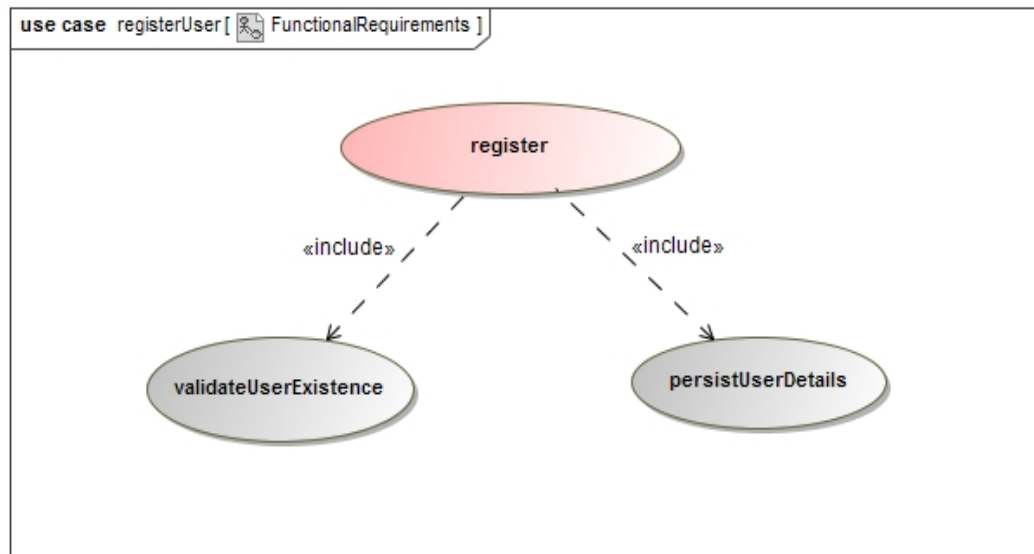 use case registerUser [ FunctionalRequirements ]
register
«include»
«include»
validateUserExistence
persistUserDetails